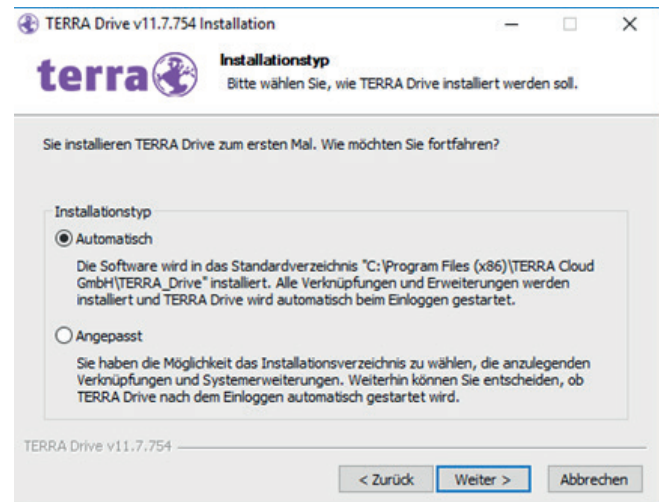 TERRA Drive v11.7.754 Installation
terra
Installationstyp
Bitte wählen Sie, wie TERRA Drive installiert werden soll.
Sie installieren TERRA Drive zum ersten Mal. Wie möchten Sie fortfahren?
Installationstyp
Automatisch
Die Software wird in das Standardverzeichnis "C:\Program Files (x86)\TERRA Cloud
GmbH\TERRA_Drive" installiert. Alle Verknüpfungen und Erweiterungen werden
installiert und TERRA Drive wird automatisch beim Einloggen gestartet.
Angepasst
Sie haben die Möglichkeit das Installationsverzeichnis zu wählen, die anzulegenden
Verknüpfungen und Systemerweiterungen. Weiterhin können Sie entscheiden, ob
TERRA Drive nach dem Einloggen automatisch gestartet wird.
TERRA Drive v11.7.754
< Zurück Weiter > Abbrechen